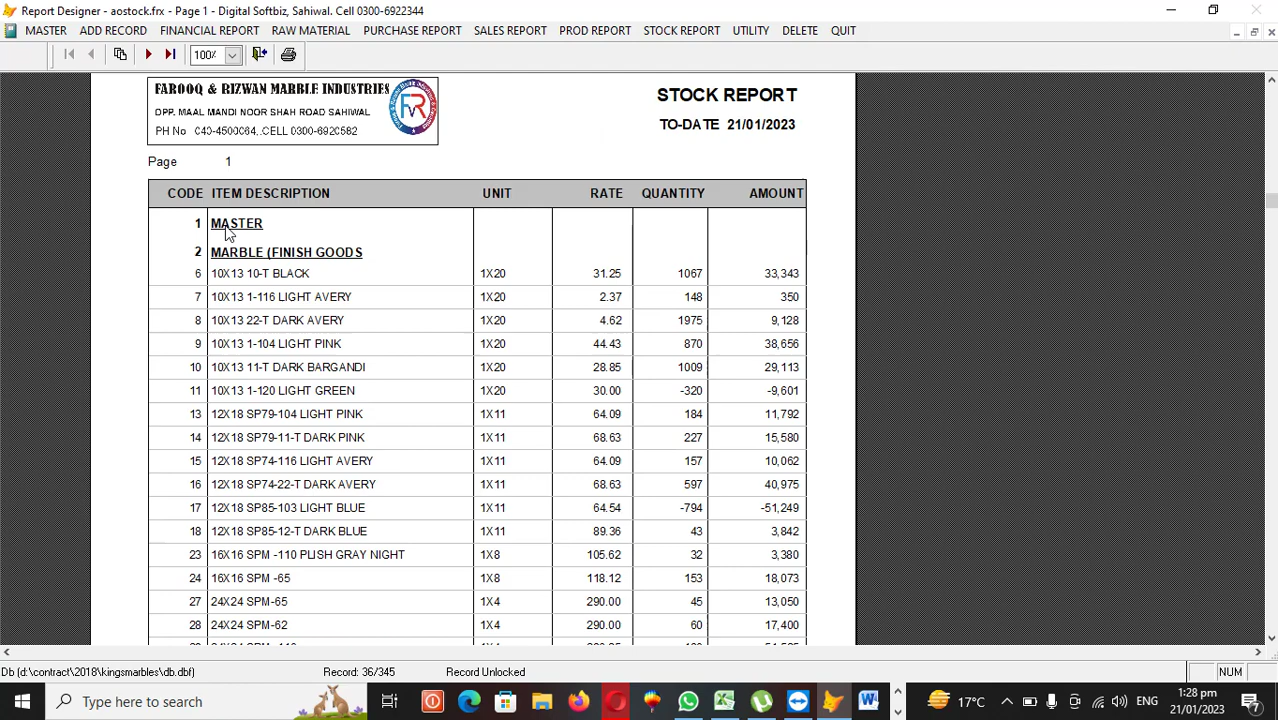 Report Designer - aostock.frx - Page 1 - Digital Softbiz, Sahiwal. Cell 0300-6922344
MASTER ADD RECORD FINANCIAL REPORT RAW MATERIAL PURCHASE REPORT SALES REPORT PROD REPORT STOCK REPORT UTILITY DELETE QUIT
100%
FAROOQ & RIZWAN MARBLE INDUSTRIES
OPP. MAAL MANDI NOOR SHAH ROAD SAHIWAL
PH No 040-4500064,.CELL 0300-6920582
STOCK REPORT
TO-DATE 21/01/2023
Page 1
CODE ITEM DESCRIPTION UNIT RATE QUANTITY AMOUNT
1 MASTER
2 MARBLE (FINISH GOODS
6 10X13 10-T BLACK 1X20 31.25 1067 33,343
7 10X13 1-116 LIGHT AVERY 1X20 2.37 148 350
8 10X13 22-T DARK AVERY 1X20 4.62 1975 9,128
9 10X13 1-104 LIGHT PINK 1X20 44.43 870 38,656
10 10X13 11-T DARK BARGANDI 1X20 28.85 1009 29,113
11 10X13 1-120 LIGHT GREEN 1X20 30.00 -320 -9,601
13 12X18 SP79-104 LIGHT PINK 1X11 64.09 184 11,792
14 12X18 SP79-11-T DARK PINK 1X11 68.63 227 15,580
15 12X18 SP74-116 LIGHT AVERY 1X11 64.09 157 10,062
16 12X18 SP74-22-T DARK AVERY 1X11 68.63 597 40,975
17 12X18 SP85-103 LIGHT BLUE 1X11 64.54 -794 -51,249
18 12X18 SP85-12-T DARK BLUE 1X11 89.36 43 3,842
23 16X16 SPM -110 PLISH GRAY NIGHT 1X8 105.62 32 3,380
24 16X16 SPM -65 1X8 118.12 153 18,073
27 24X24 SPM-65 1X4 290.00 45 13,050
28 24X24 SPM-62 1X4 290.00 60 17,400
Db (d:\contract\2018\kingsmarbles\db.dbf) Record: 36/345 Record Unlocked NUM
Type here to search 17°C ENG 1:28 pm
21/01/2023 7